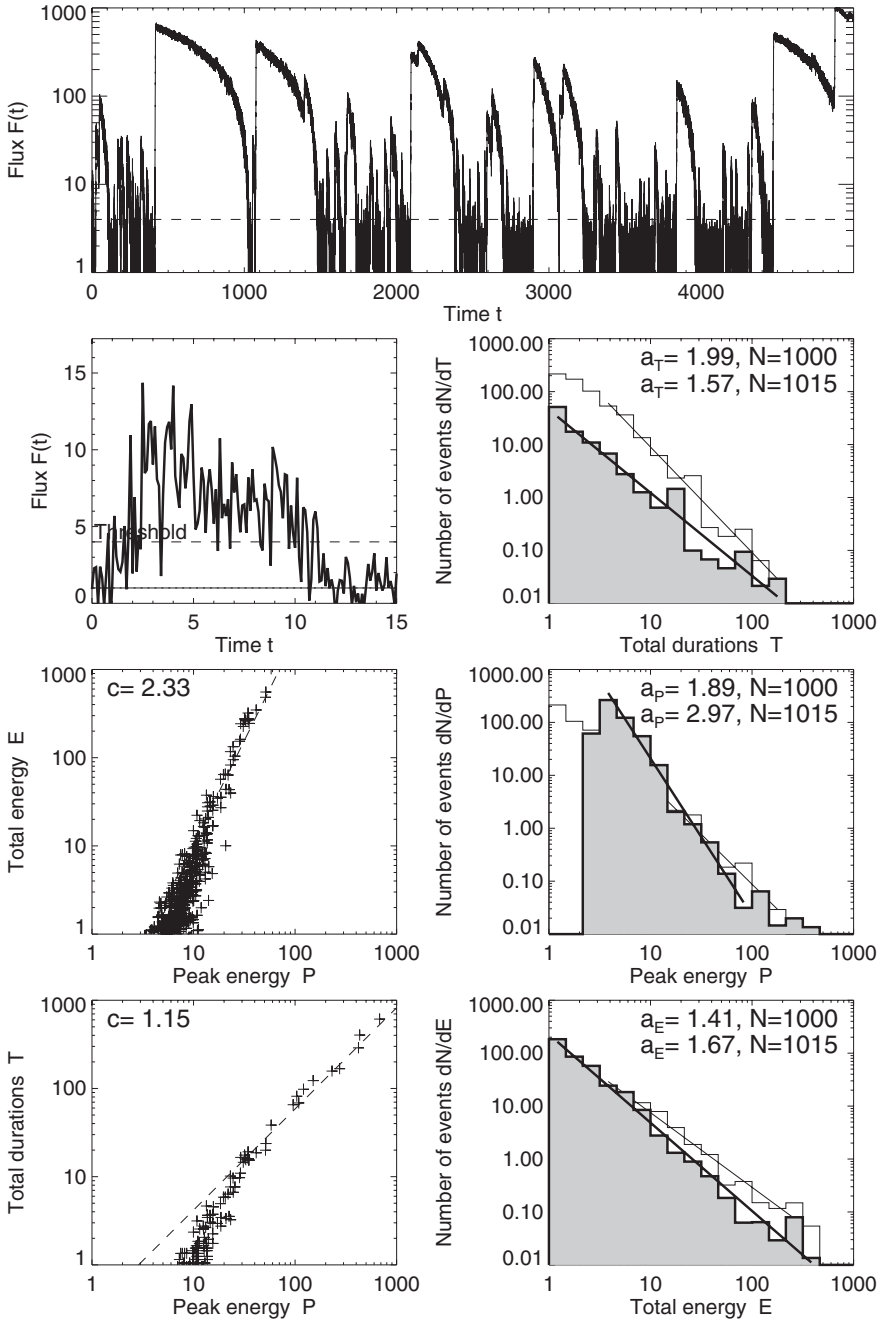 1000
100
10
1
Flux F(t)
0
1000
2000
3000
4000
Time t
15
10
5
0
Flux F(t)
Threshold
0
5
10
15
Time t
1000.00
100.00
10.00
1.00
0.10
0.01
Number of events dN/dT
aT= 1.99, N=1000
aT= 1.57, N=1015
1
10
100
1000
Total durations T
1000
100
10
1
Total energy E
c= 2.33
1
10
100
1000
Peak energy P
1000.00
100.00
10.00
1.00
0.10
0.01
Number of events dN/dP
aP= 1.89, N=1000
aP= 2.97, N=1015
1
10
100
1000
Peak energy P
1000
100
10
1
Total durations T
c= 1.15
1
10
100
1000
Peak energy P
1000.00
100.00
10.00
1.00
0.10
0.01
Number of events dN/dE
aE= 1.41, N=1000
aE= 1.67, N=1015
1
10
100
1000
Total energy E